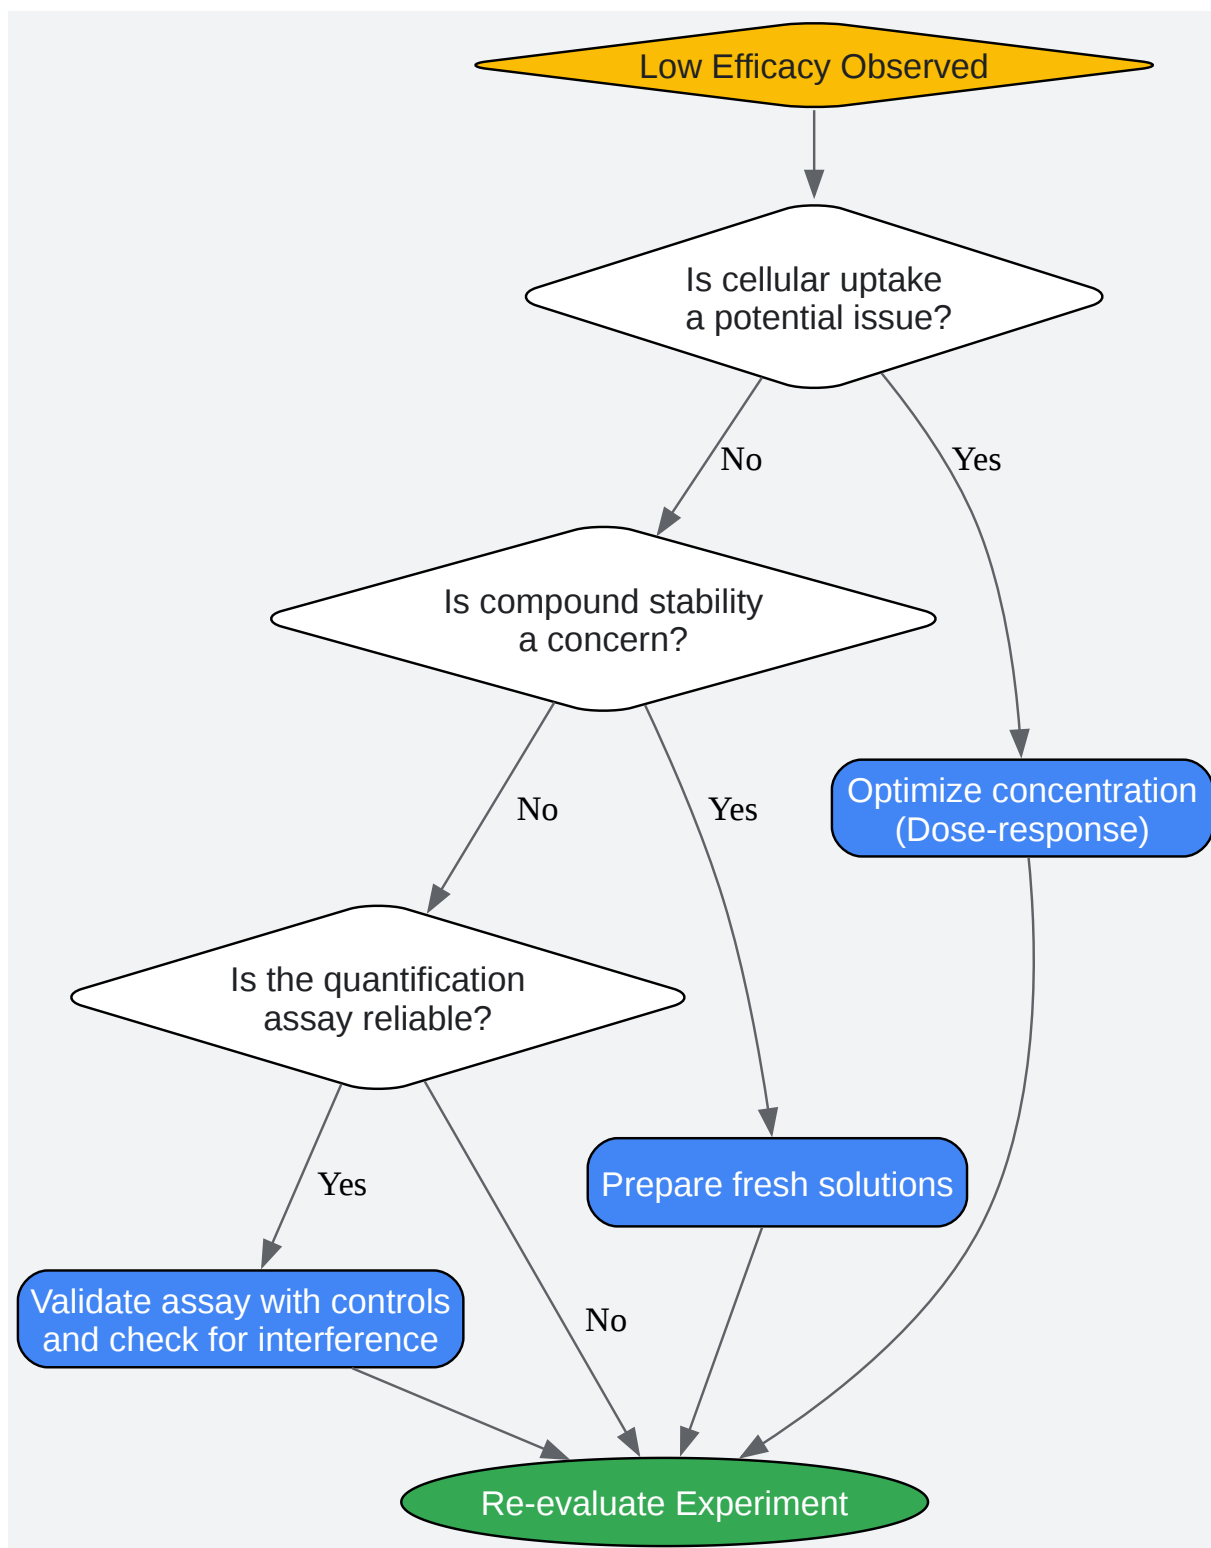 Low Efficacy Observed
Is cellular uptake
a potential issue?
No
Yes
Is compound stability
a concern?
Optimize concentration
(Dose-response)
No
Yes
Is the quantification
assay reliable?
Yes
Prepare fresh solutions
Validate assay with controls
and check for interference
No
Re-evaluate Experiment